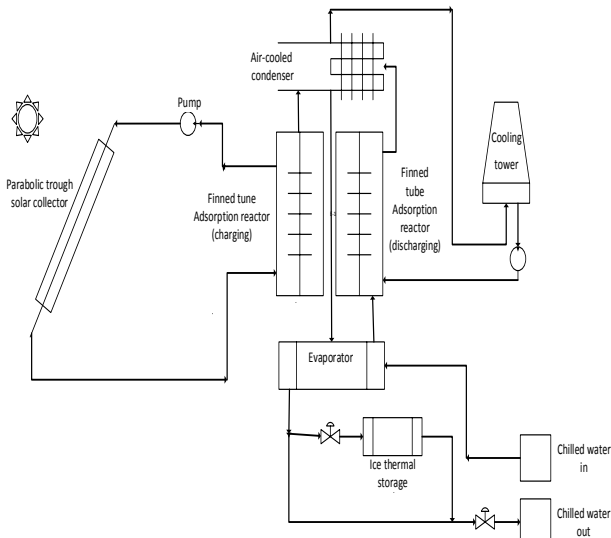 Air-cooled
condenser
Pump
Cooling
tower
Parabolic trough
solar collector
Finned tune
Adsorption reactor
(charging)
Finned
tube
Adsorption
reactor
(discharging)
Evaporator
Ice thermal
storage
Chilled water
in
Chilled water
out